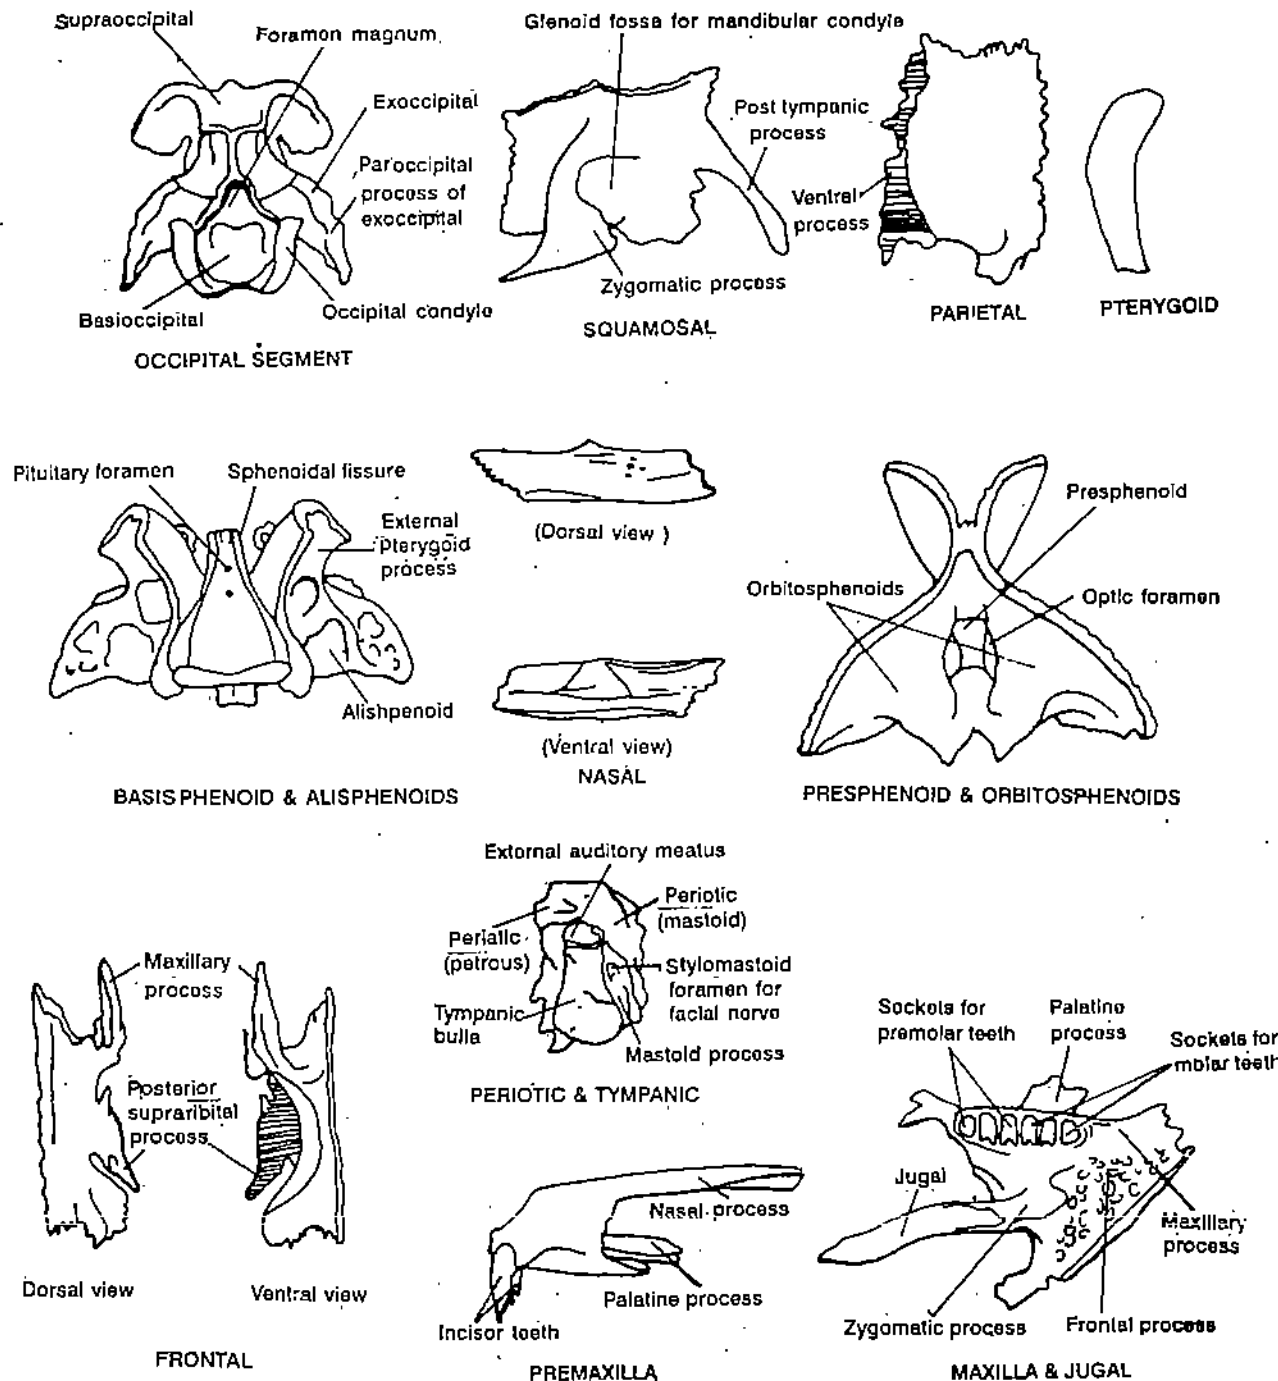 Supraoccipital
Foramon magnum
Exoccipital
Paroccipital
process of
exoccipital
Basioccipital
Occipital condyle
OCCIPITAL SEGMENT
Glenoid fossa for mandibular condyle
Post tympanic
process
Zygomatic process
SQUAMOSAL
Ventral
process
PARIETAL
PTERYGOID
Pituitary foramen
Sphenoidal fissure
External
Pterygoid
process
Alishpenoid
BASISPHENOID & ALISPHENOIDS
(Dorsal view)
(Ventral view)
NASAL
Presphenoid
Orbitosphenoids
Optic foramen
PRESPHENOID & ORBITOSPHENOIDS
Maxillary
process
Posterior
supraribital
process
Dorsal view
Ventral view
FRONTAL
External auditory meatus
Periotic
(mastoid)
Periatic
(petrous)
Stylomastoid
foramen for
facial nervo
Tympanic
bulla
Mastoid process
PERIOTIC & TYMPANIC
Nasal process
Palatine process
Incisor teeth
PREMAXILLA
Sockets for
premolar teeth
Palatine
process
Sockets for
mblar teeth
Jugal
Maxillary
process
Zygomatic process
Frontal process
MAXILLA & JUGAL